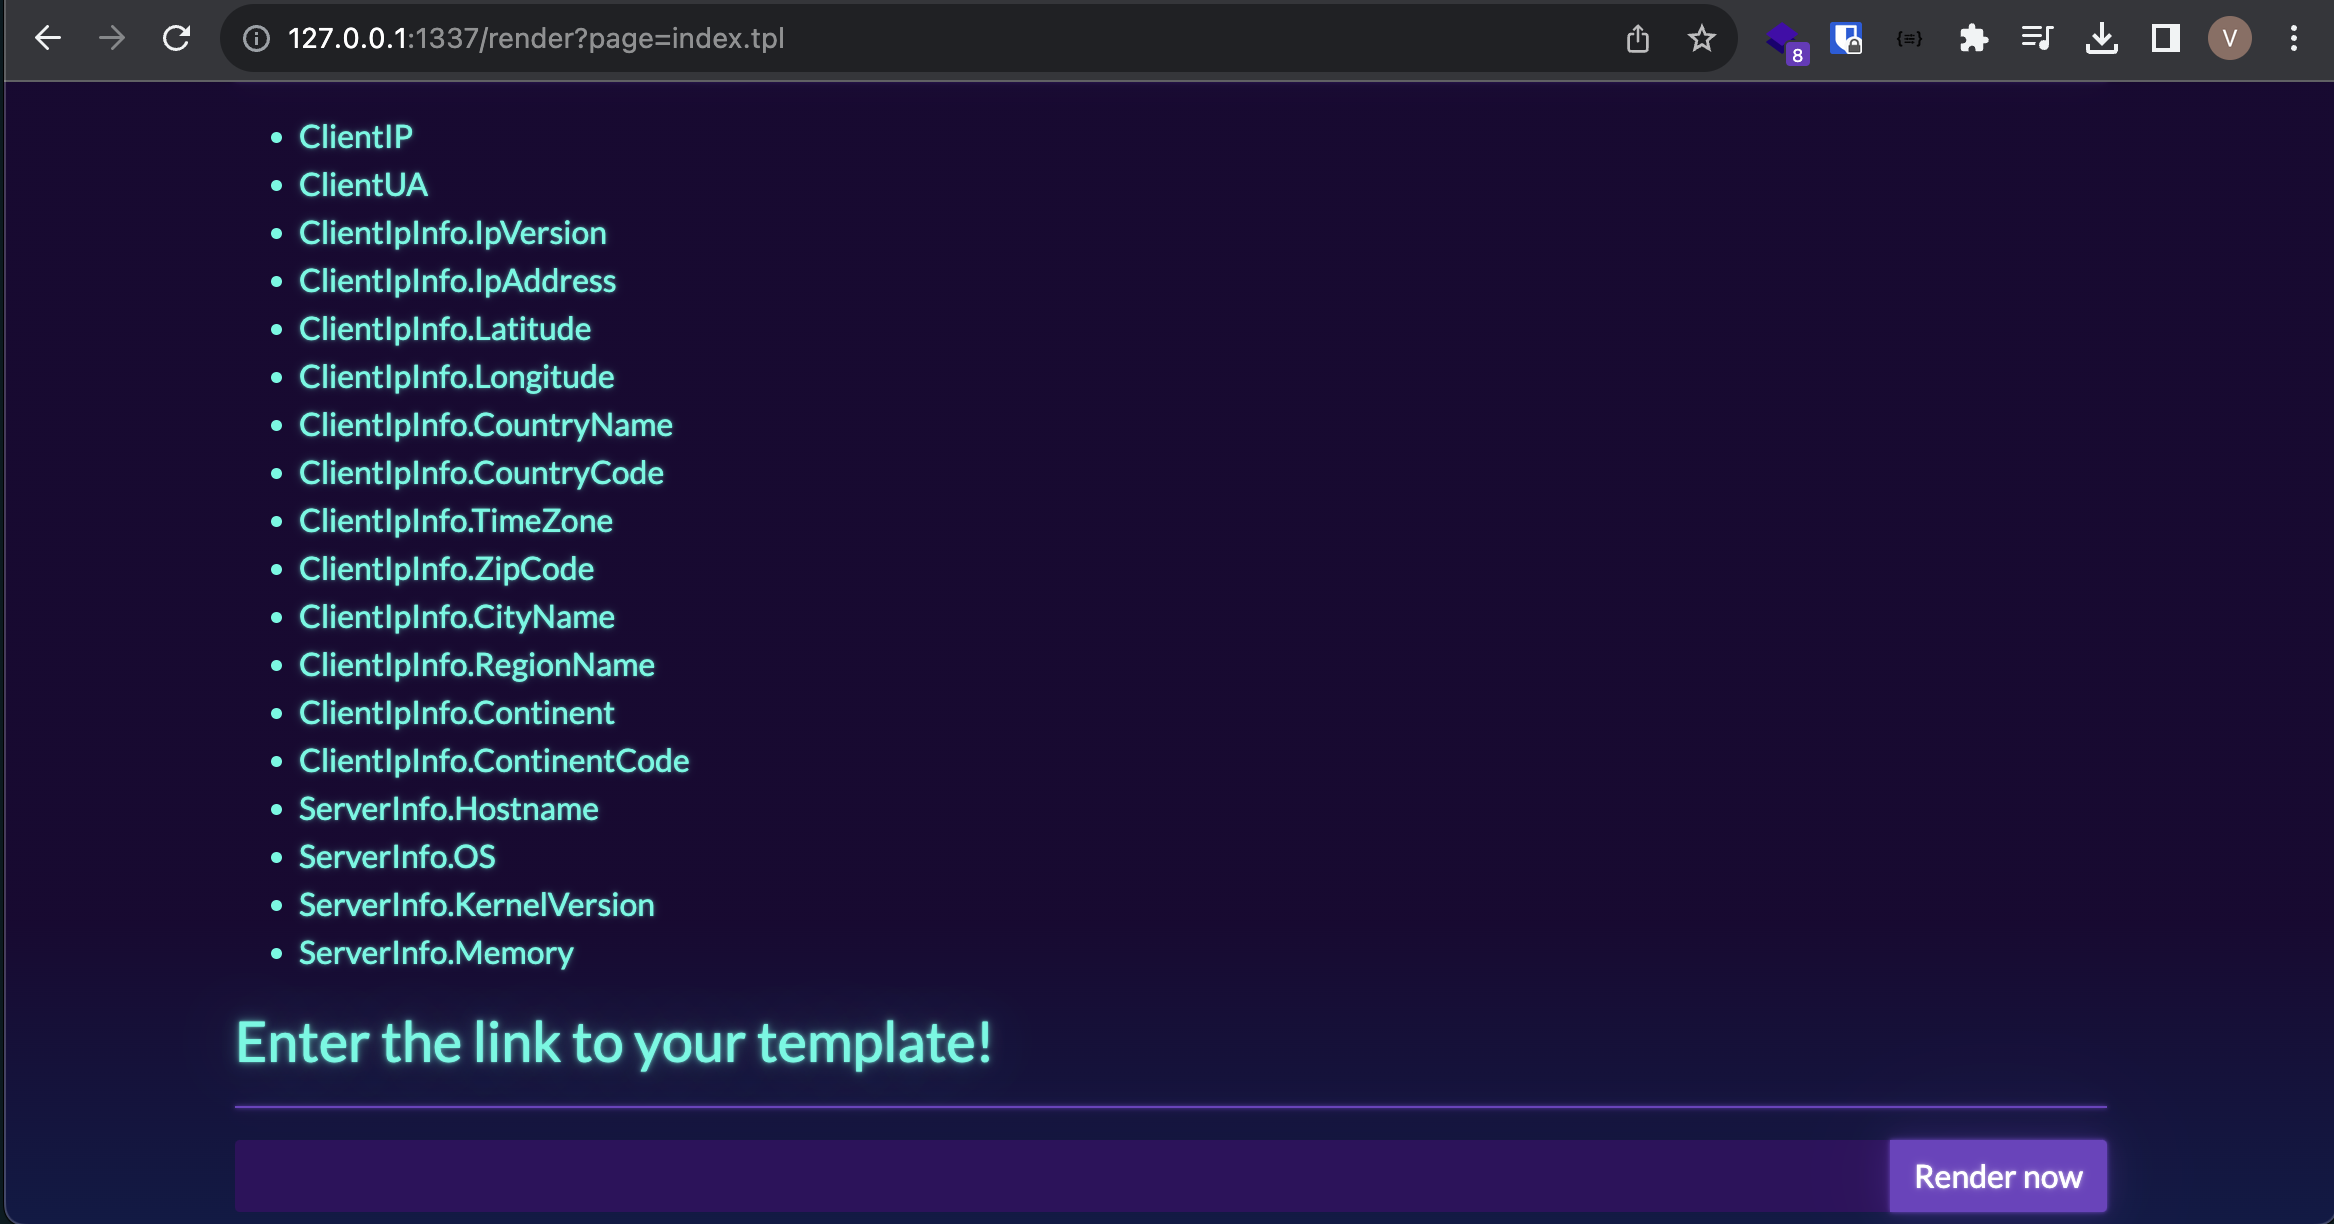 127.0.0.1:1337/render?page=index.tpl
8
V
ClientIP
ClientUA
ClientIpInfo.IpVersion
ClientIpInfo.IpAddress
ClientIpInfo.Latitude
ClientIpInfo.Longitude
ClientIpInfo.CountryName
ClientIpInfo.CountryCode
ClientIpInfo.TimeZone
ClientIpInfo.ZipCode
ClientIpInfo.CityName
ClientIpInfo.RegionName
ClientIpInfo.Continent
ClientIpInfo.ContinentCode
ServerInfo.Hostname
ServerInfo.OS
ServerInfo.KernelVersion
ServerInfo.Memory
Enter the link to your template!
Render now